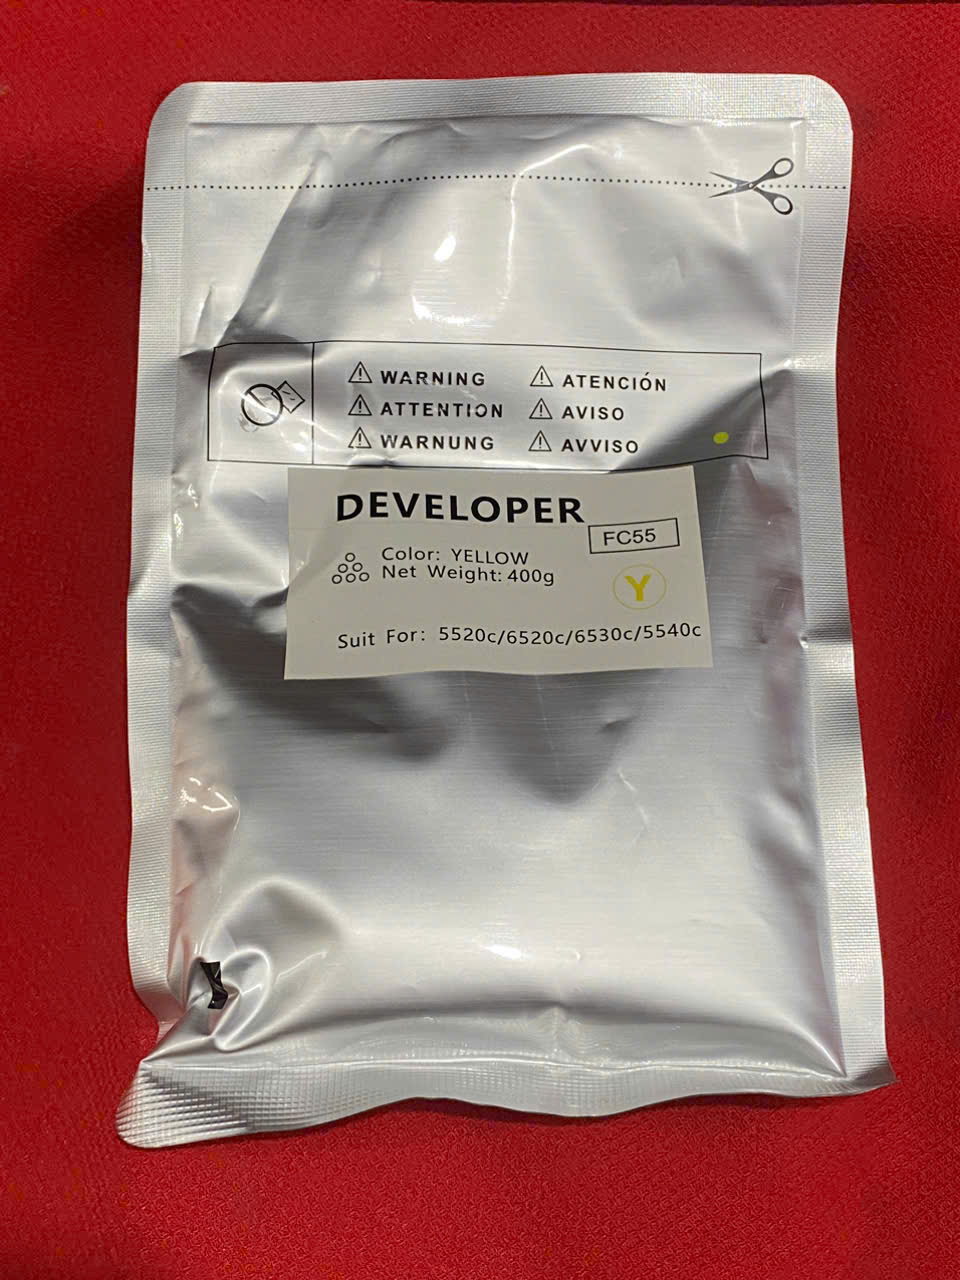 WARNING ATENCIÓN
ATTENTION AVISO
WARNUNG AVVISO
DEVELOPER
FC55
Color: YELLOW
Net Weight: 400g
Y
Suit For: 5520c/6520c/6530c/5540c